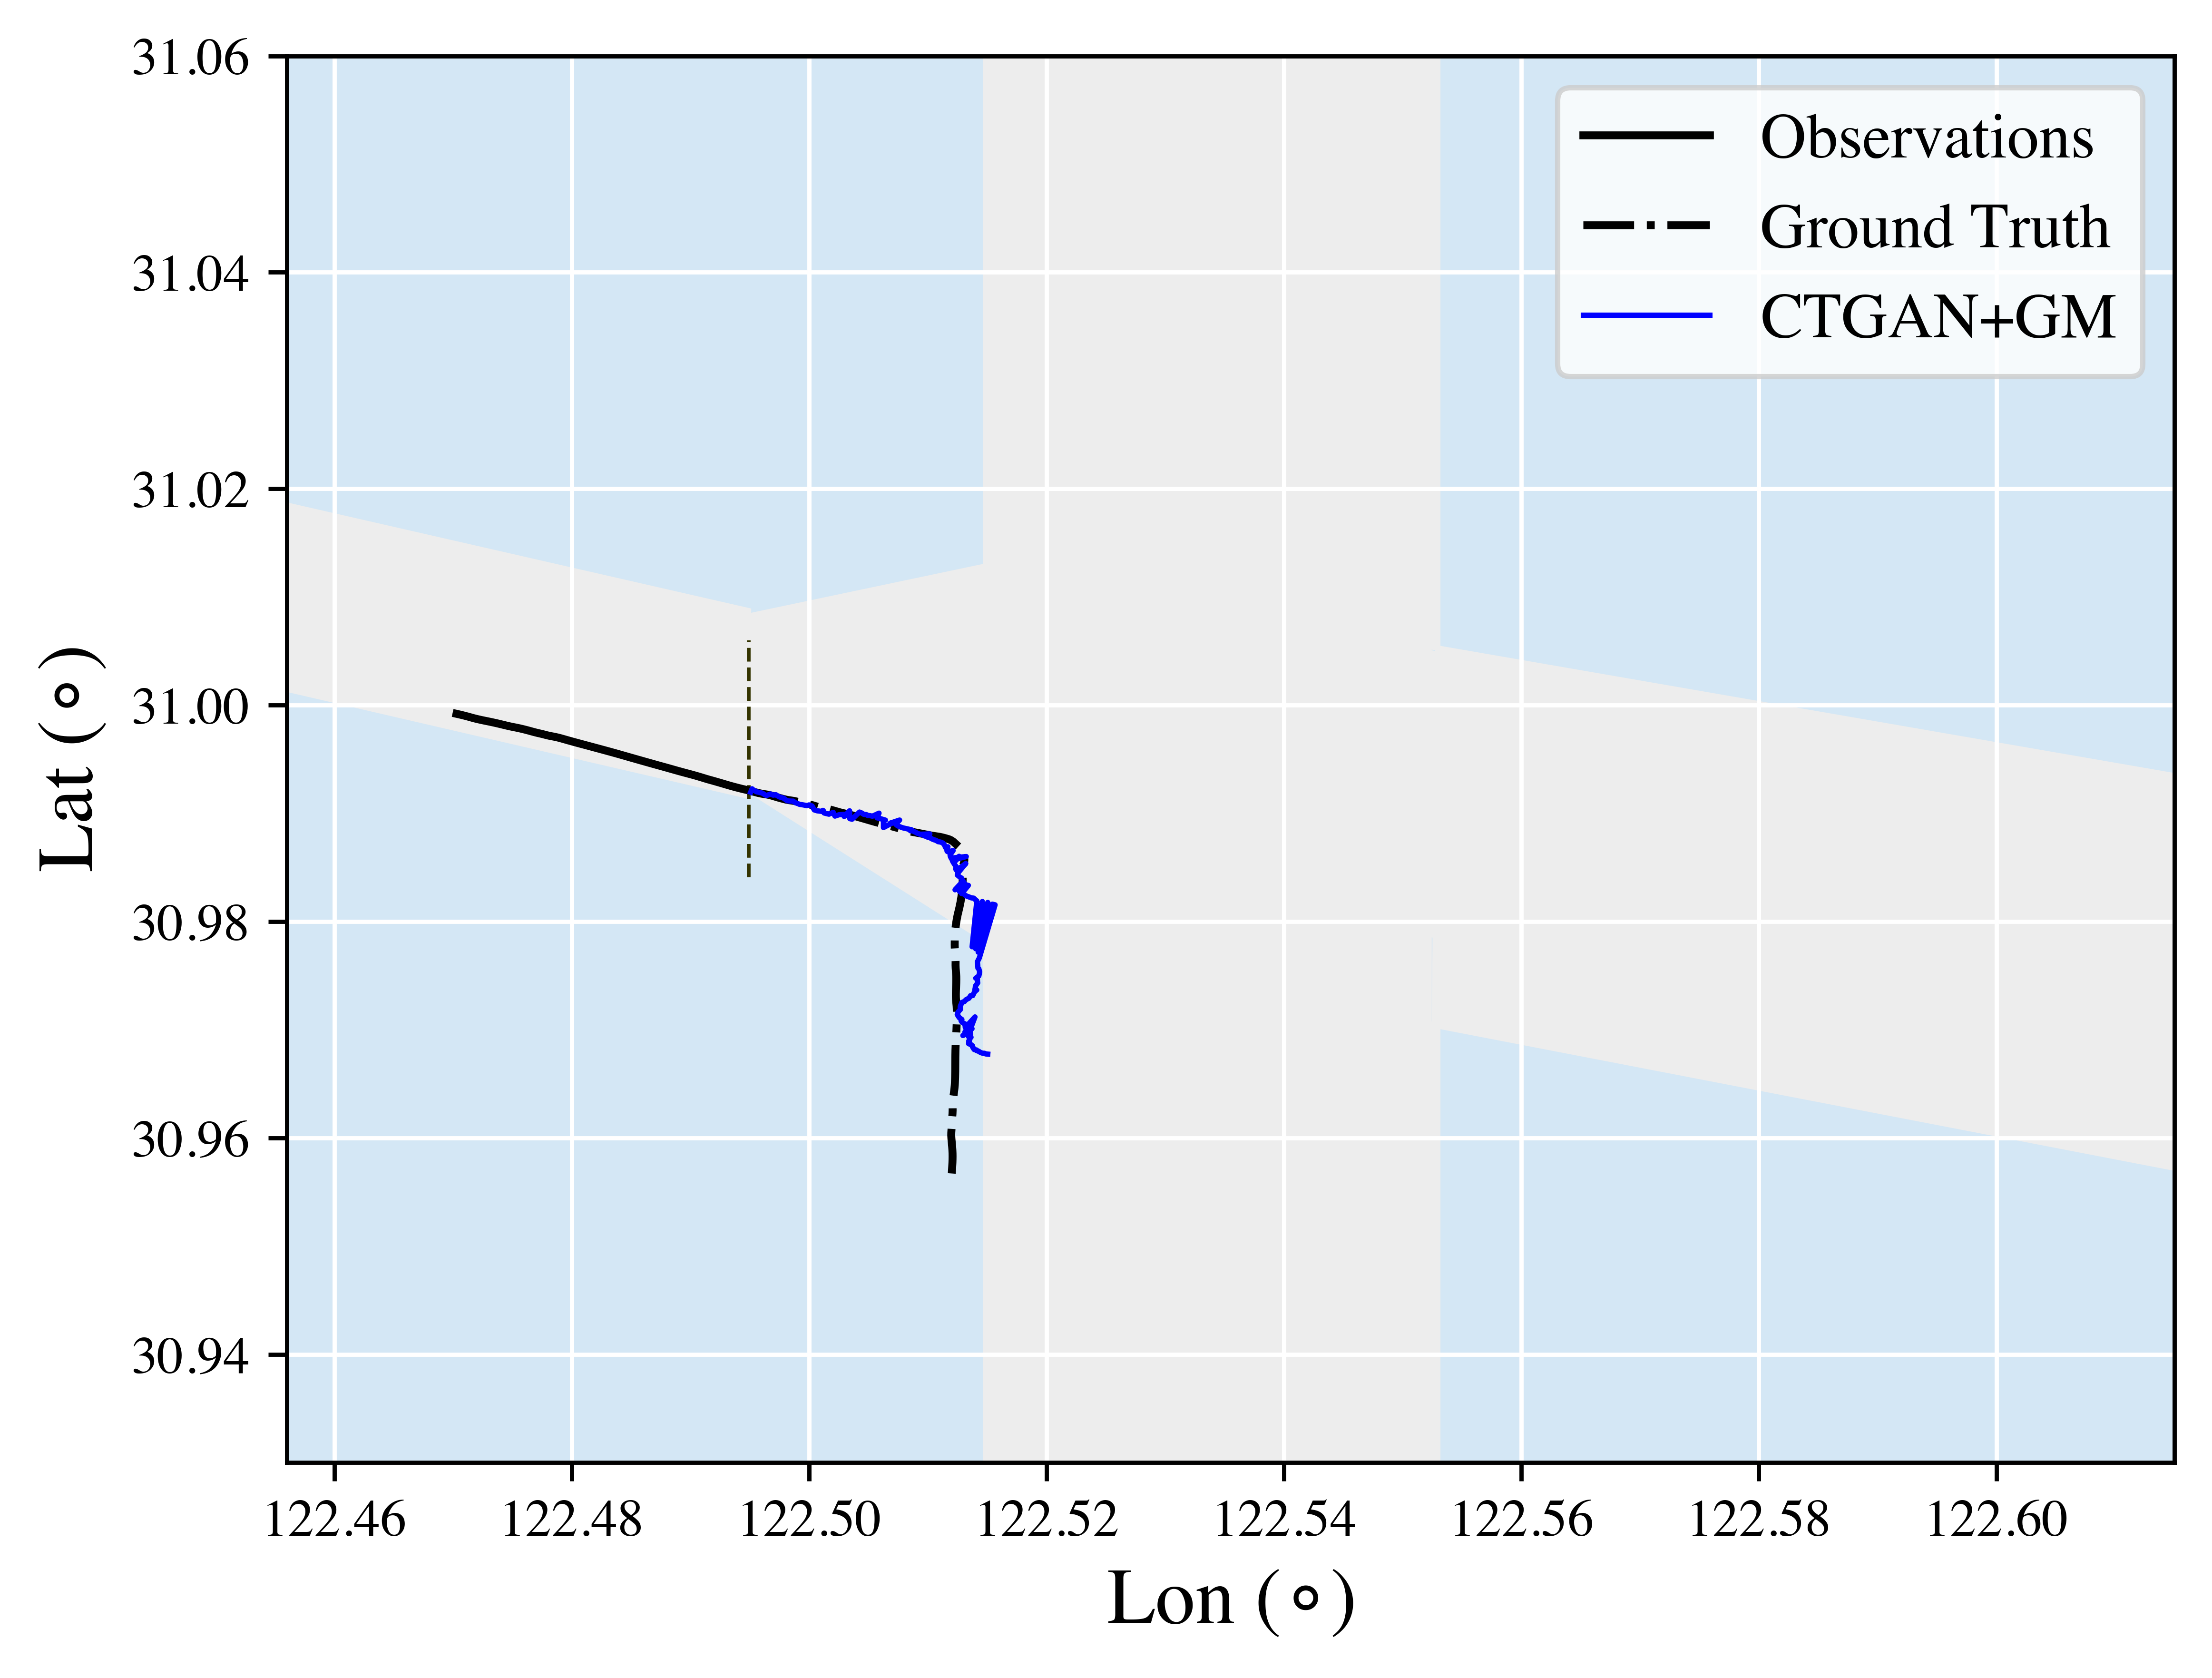 31.06
31.04
31.02
31.00
30.98
30.96
30.94
Lat (∘)
Observations
Ground Truth
CTGAN+GM
122.46 122.48 122.50 122.52 122.54 122.56 122.58 122.60
Lon (∘)